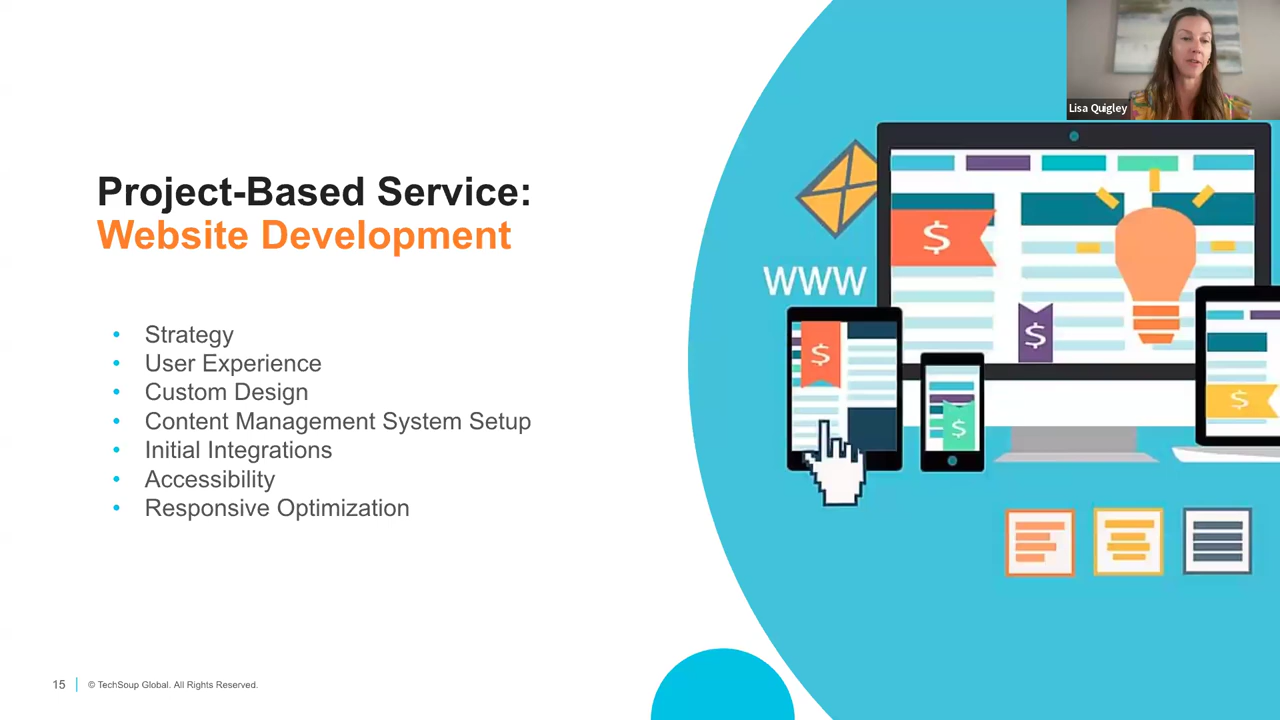 Lisa Quigley
Project-Based Service:
Website Development
• Strategy
• User Experience
• Custom Design
• Content Management System Setup
• Initial Integrations
• Accessibility
• Responsive Optimization
WWW
$
$
$
$
$
15 | © TechSoup Global. All Rights Reserved.